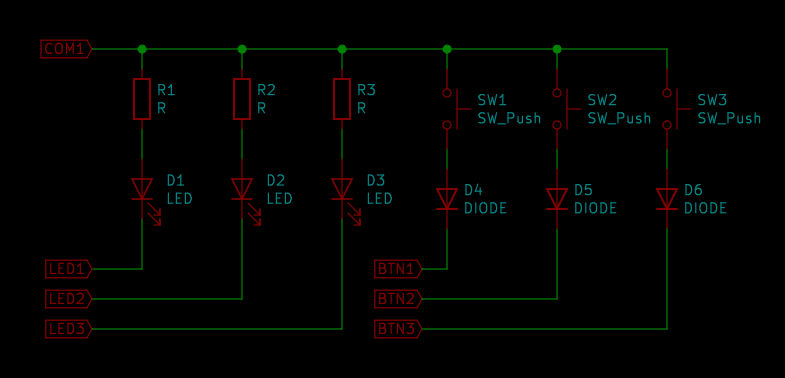 COM1
R1
R
R2
R
R3
R
SW1
SW_Push
SW2
SW_Push
SW3
SW_Push
D1
LED
D2
LED
D3
LED
D4
DIODE
D5
DIODE
D6
DIODE
LED1
BTN1
LED2
BTN2
LED3
BTN3